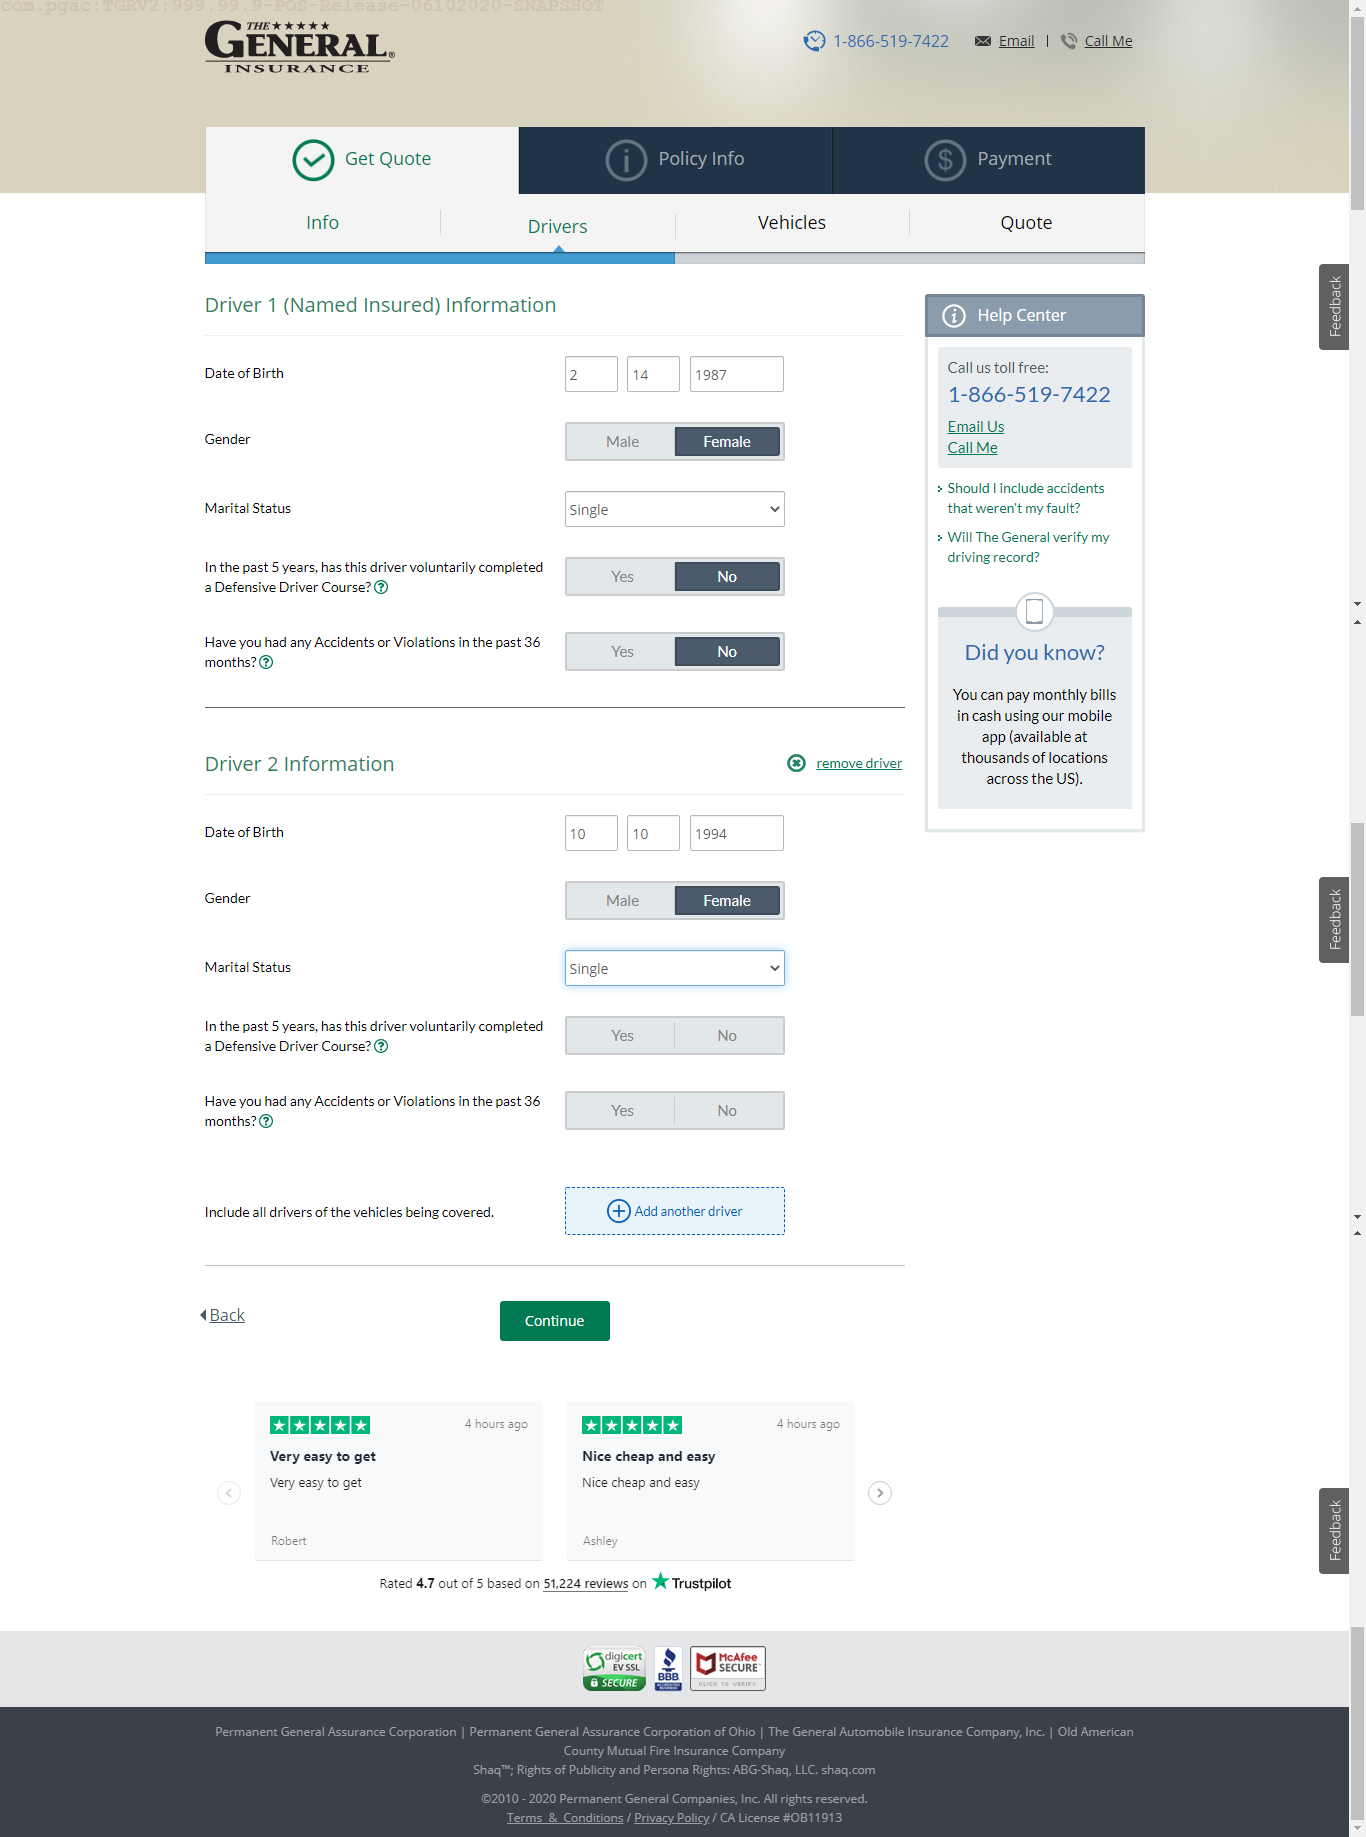 com.pgac:TGRV2:999.99.9-POS-Release-06102020-SNAPSHOT
THE
GENERAL®
INSURANCE
1-866-519-7422 Email | Call Me
Get Quote Policy Info Payment
Info Drivers Vehicles Quote
Driver 1 (Named Insured) Information
Date of Birth 2 14 1987
Gender Male Female
Marital Status Single
In the past 5 years, has this driver voluntarily completed
a Defensive Driver Course? Yes No
Have you had any Accidents or Violations in the past 36
months? Yes No
Driver 2 Information remove driver
Date of Birth 10 10 1994
Gender Male Female
Marital Status Single
In the past 5 years, has this driver voluntarily completed
a Defensive Driver Course? Yes No
Have you had any Accidents or Violations in the past 36
months? Yes No
Include all drivers of the vehicles being covered. Add another driver
Back Continue
Help Center
Call us toll free:
1-866-519-7422
Email Us
Call Me
Should I include accidents
that weren't my fault?
Will The General verify my
driving record?
Did you know?
You can pay monthly bills
in cash using our mobile
app (available at
thousands of locations
across the US).
Feedback
Feedback
Feedback
4 hours ago
Very easy to get
Very easy to get
Robert
4 hours ago
Nice cheap and easy
Nice cheap and easy
Ashley
Rated 4.7 out of 5 based on 51,224 reviews on Trustpilot
digicert
EV SSL
SECURE
BBB
ACCREDITED
BUSINESS
McAfee
SECURE
CLICK TO VERIFY
Permanent General Assurance Corporation | Permanent General Assurance Corporation of Ohio | The General Automobile Insurance Company, Inc. | Old American
County Mutual Fire Insurance Company
Shaq™; Rights of Publicity and Persona Rights: ABG-Shaq, LLC. shaq.com
©2010 - 2020 Permanent General Companies, Inc. All rights reserved.
Terms & Conditions / Privacy Policy / CA License #OB11913